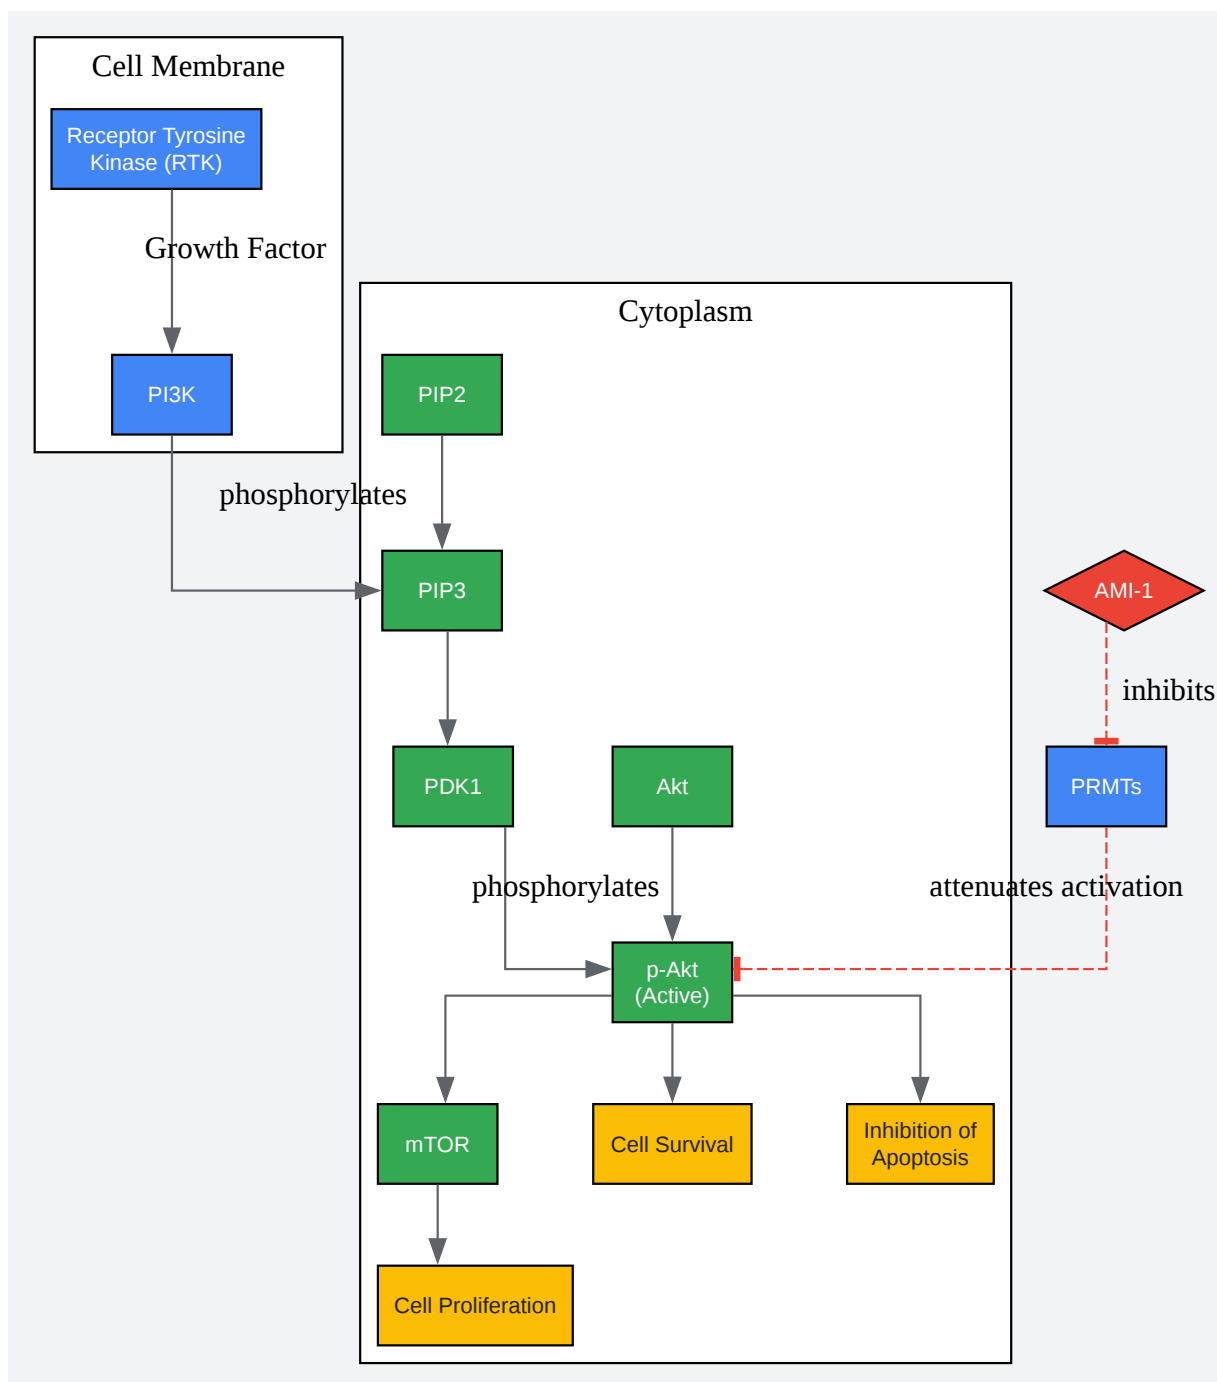 Cell Membrane
Receptor Tyrosine
Kinase (RTK)
Growth Factor
Cytoplasm
PI3K
PIP2
phosphorylates
PIP3
AMI-1
inhibits
PDK1
Akt
PRMTs
phosphorylates
attenuates activation
p-Akt
(Active)
mTOR
Cell Survival
Inhibition of
Apoptosis
Cell Proliferation